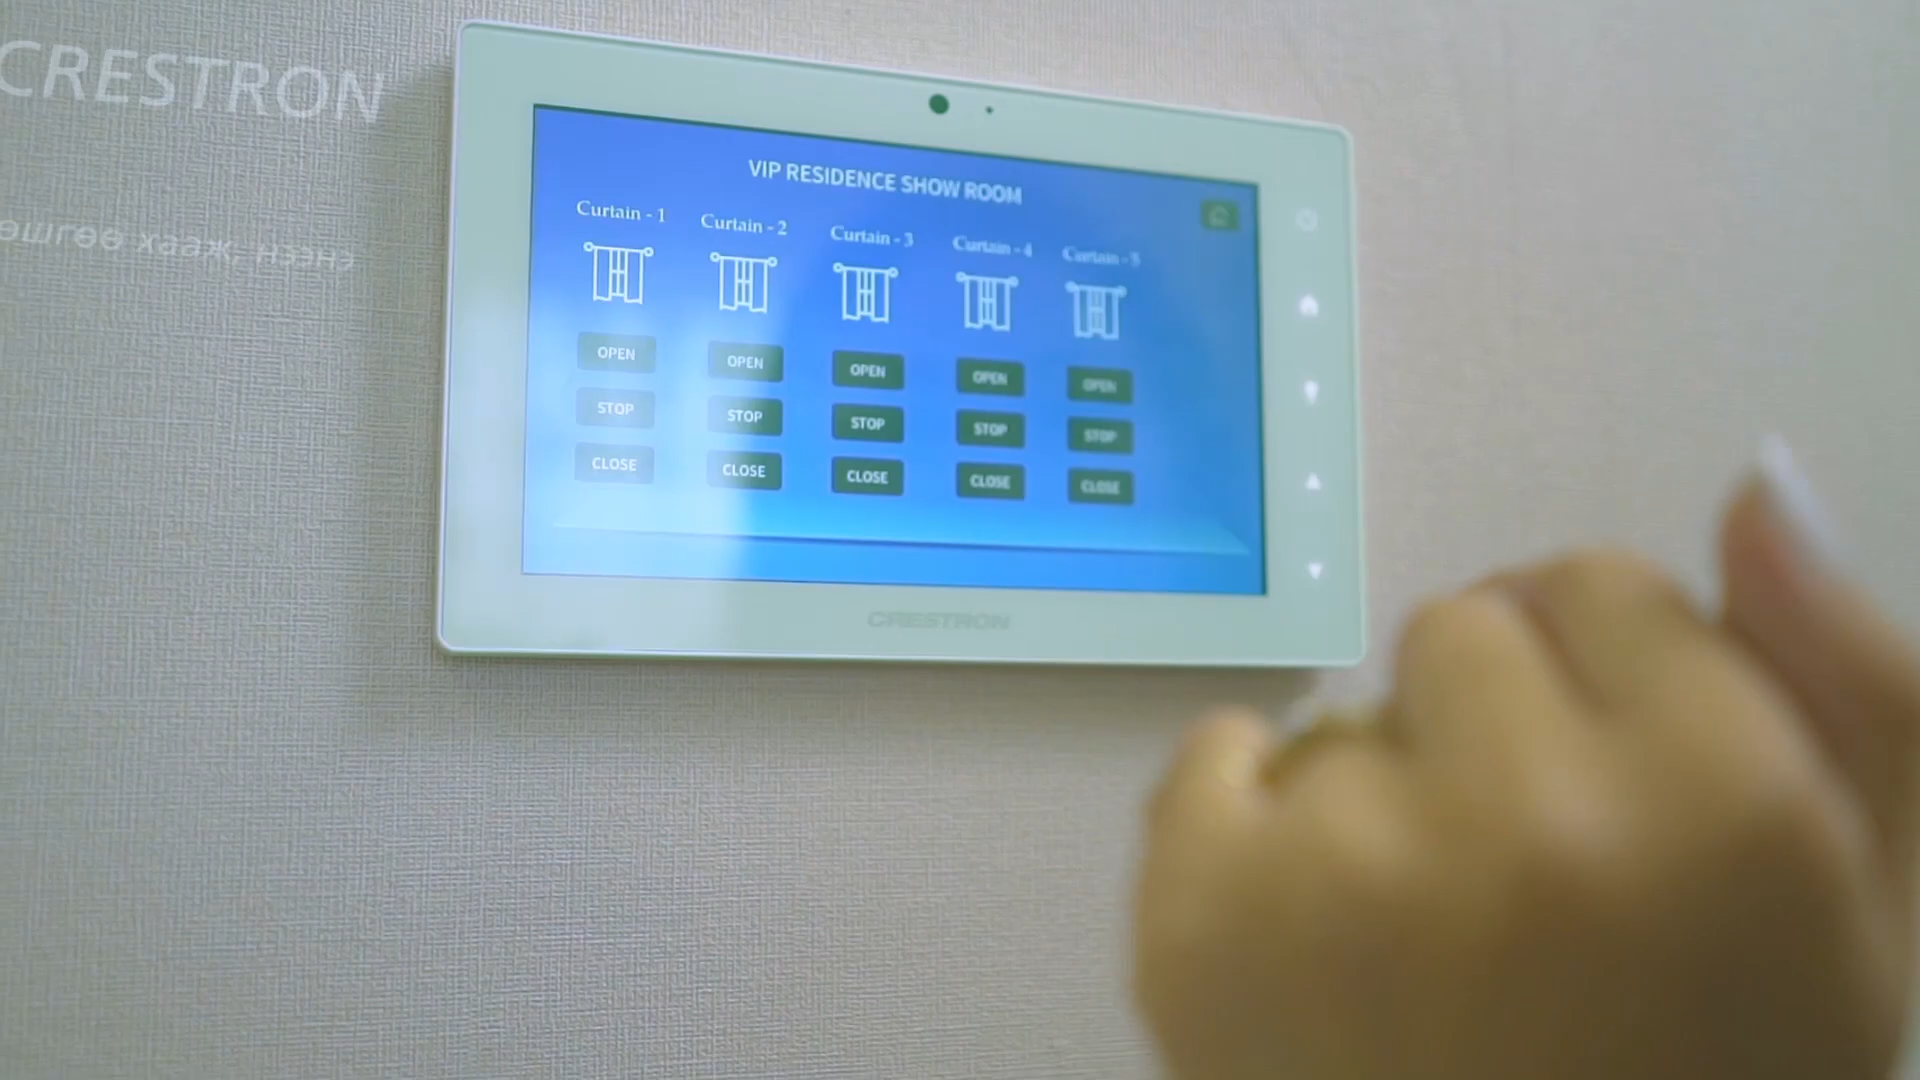 CRESTRON
өшгөө хааж, нээнэ
VIP RESIDENCE SHOW ROOM
Curtain - 1
Curtain - 2
Curtain - 3
Curtain - 4
Curtain - 5
OPEN
OPEN
OPEN
OPEN
OPEN
STOP
STOP
STOP
STOP
STOP
CLOSE
CLOSE
CLOSE
CLOSE
CLOSE
CRESTRON